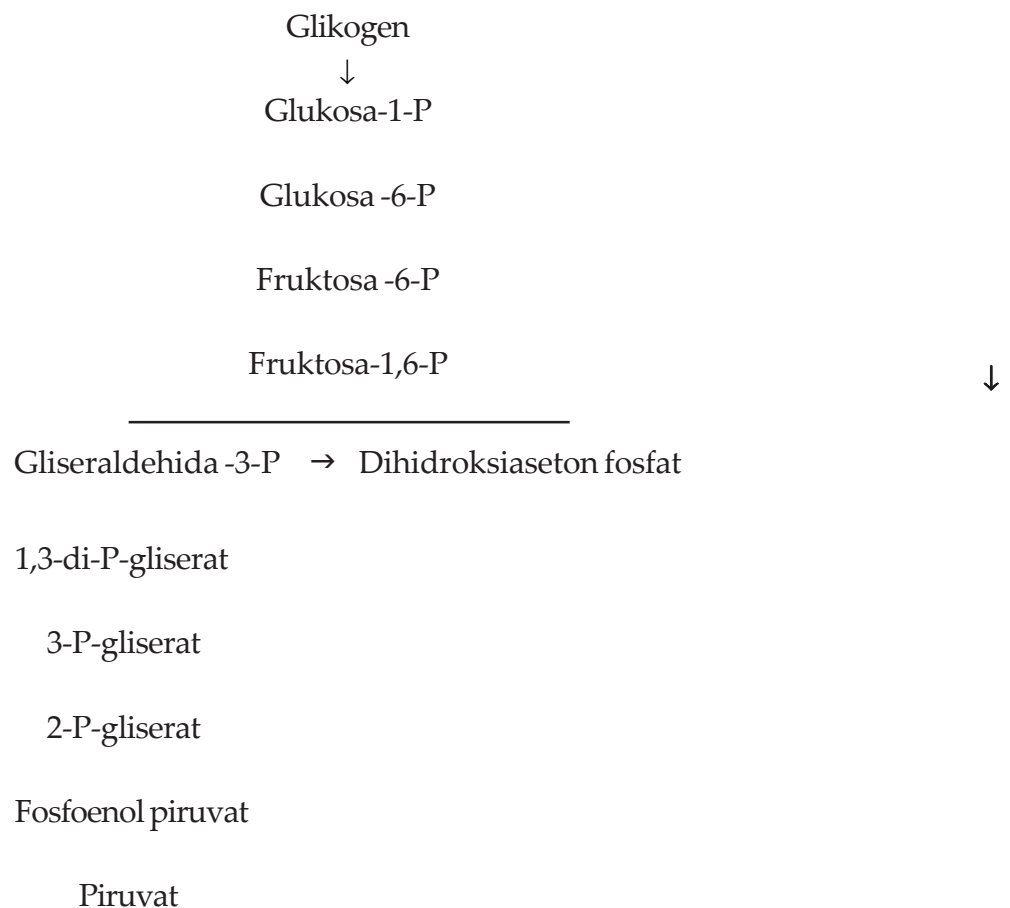 Glikogen
↓
Glukosa-1-P
Glukosa -6-P
Fruktosa -6-P
Fruktosa-1,6-P
↓
Gliseraldehida -3-P → Dihidroksiaseton fosfat
1,3-di-P-gliserat
3-P-gliserat
2-P-gliserat
Fosfoenol piruvat
Piruvat